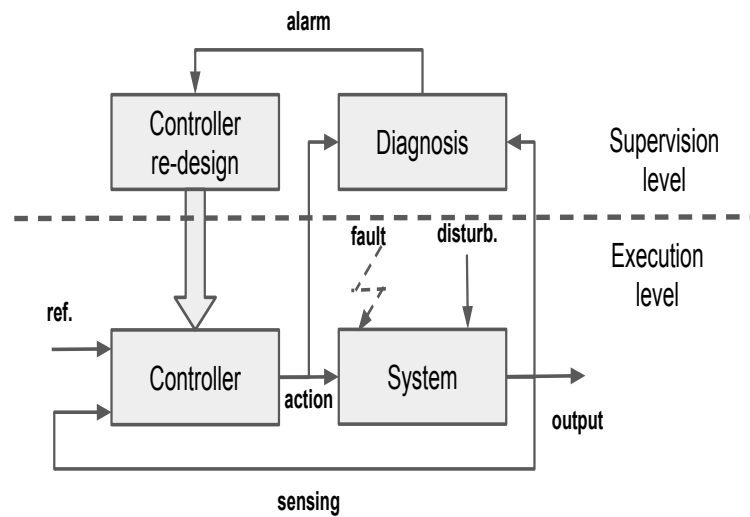 alarm
Controller
re-design
Diagnosis
Supervision
level
fault
disturb.
Execution
level
ref.
Controller
action
System
output
sensing